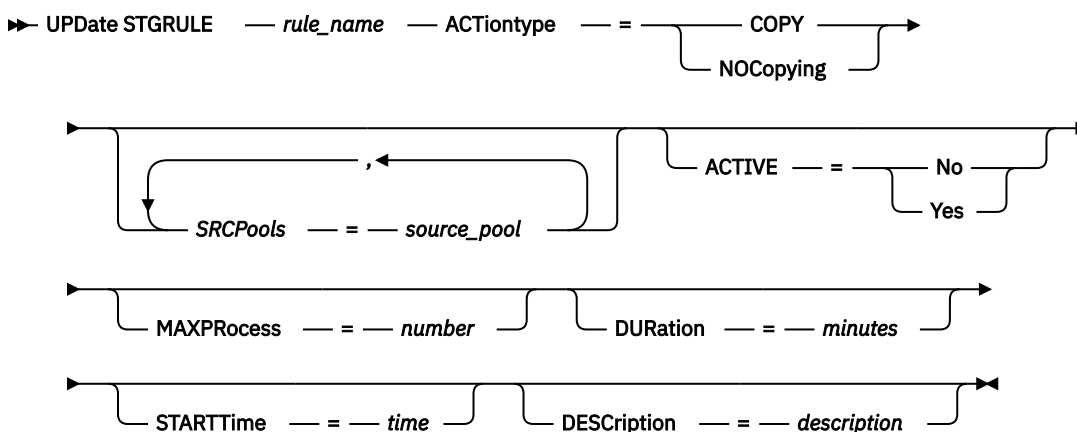 UPDate STGRULE — rule_name — ACTiontype — = — COPY
NOCopying
,
ACTIVE — = — No
Yes
SRCPools — = — source_pool
MAXPRocess — = — number DURation — = — minutes
STARTTime — = — time DESCription — = — description